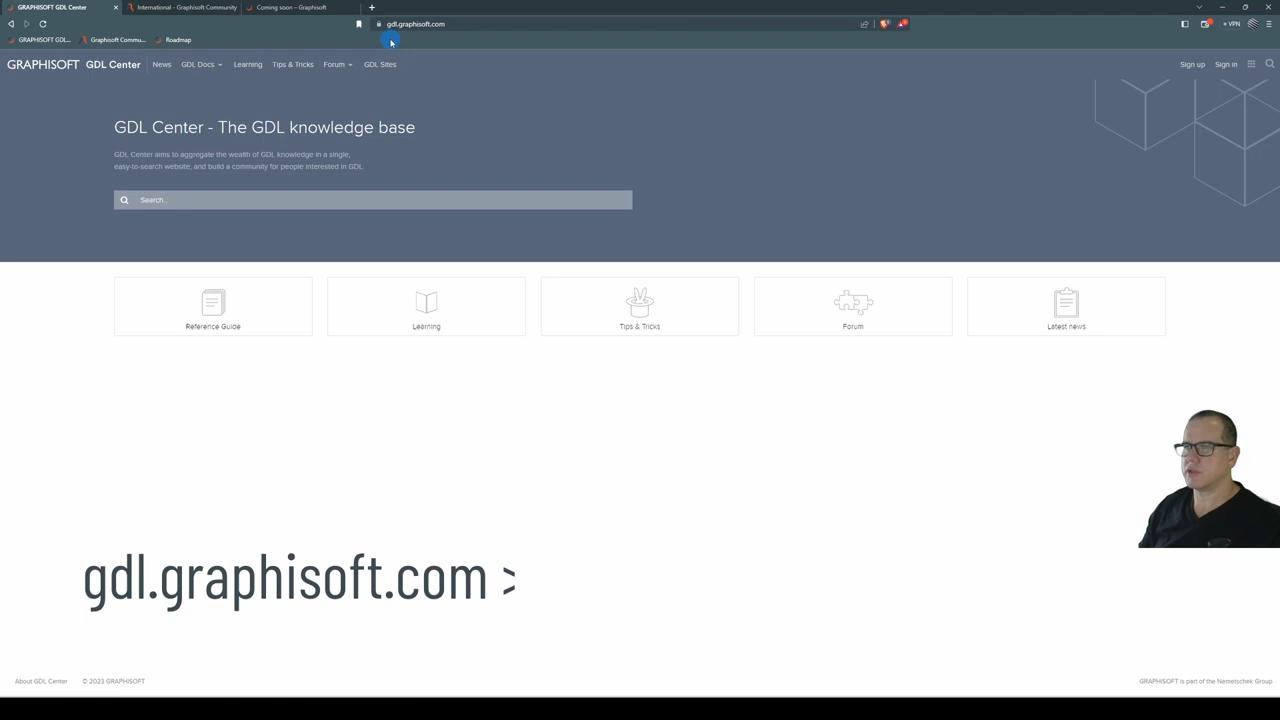 GRAPHISOFT GDL Center
International - Graphisoft Community
Coming soon – Graphisoft
gdl.graphisoft.com
VPN
GRAPHISOFT GDL...
Graphisoft Commu...
Roadmap
GRAPHISOFT GDL Center
News
GDL Docs
Learning
Tips & Tricks
Forum
GDL Sites
Sign up
Sign in
GDL Center - The GDL knowledge base
GDL Center aims to aggregate the wealth of GDL knowledge in a single,
easy-to-search website, and build a community for people interested in GDL.
Search...
Reference Guide
Learning
Tips & Tricks
Forum
Latest news
gdl.graphisoft.com >
About GDL Center
© 2023 GRAPHISOFT
GRAPHISOFT is part of the Nemetschek Group